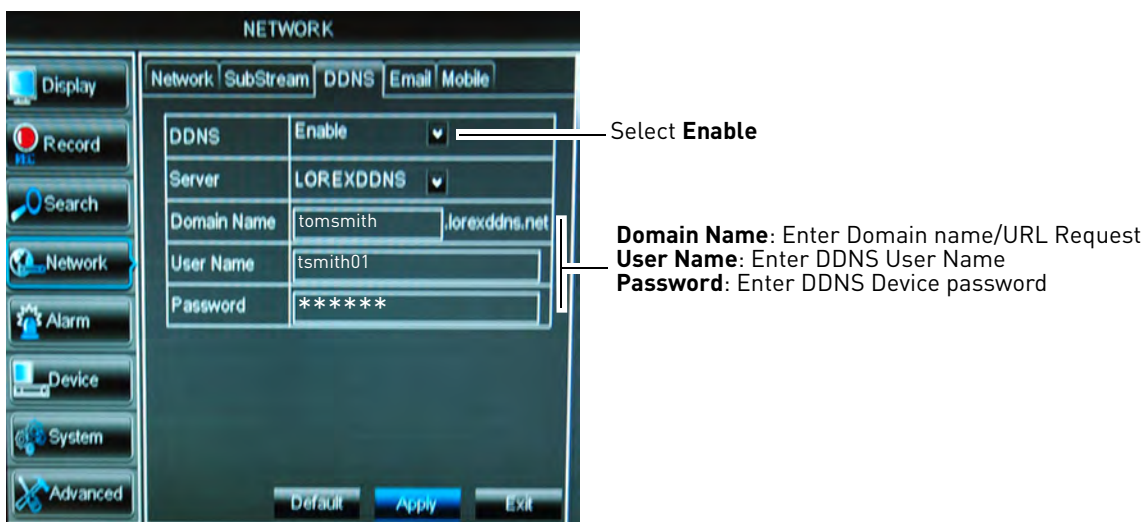 NETWORK
Display
Record
REC
Search
Network
Alarm
Device
System
Advanced
Network SubStream DDNS Email Mobile
DDNS Enable
Server LOREXDDNS
Domain Name tomsmith .lorexddns.net
User Name tsmith01
Password ******
Default Apply Exit
Select Enable
Domain Name: Enter Domain name/URL Request
User Name: Enter DDNS User Name
Password: Enter DDNS Device password